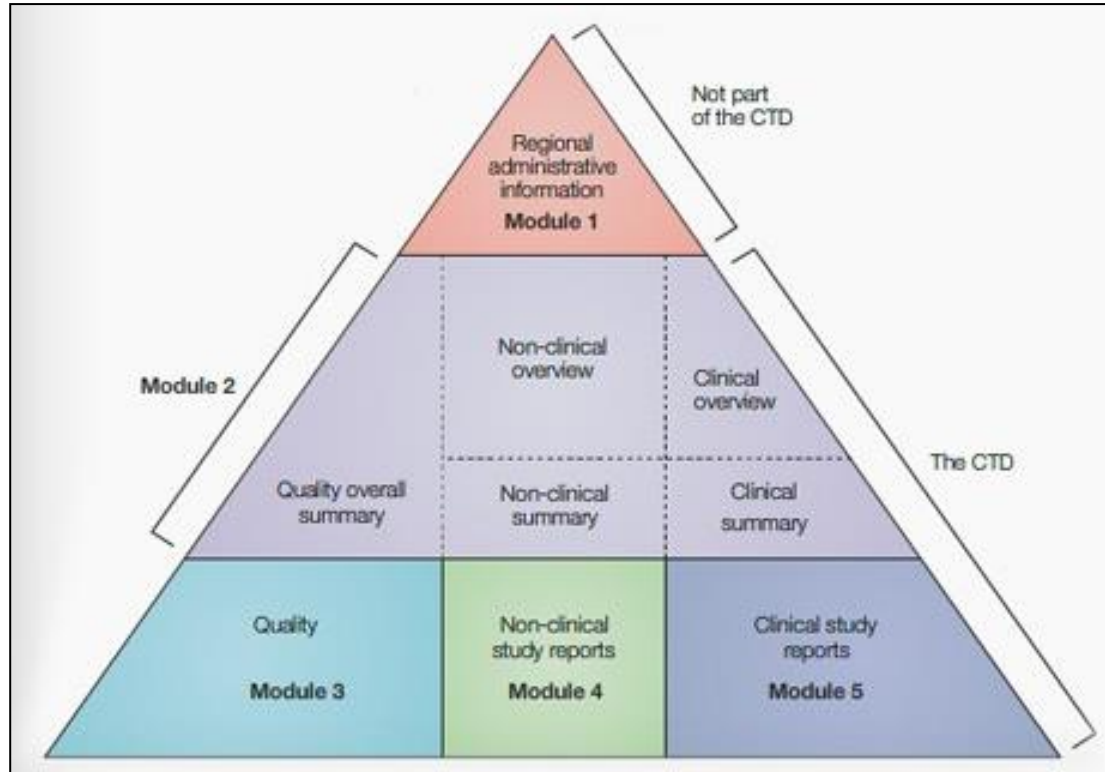 Not part
of the CTD
Regional
administrative
information
Module 1
Non-clinical
overview
Clinical
overview
Module 2
The CTD
Quality overall
summary
Non-clinical
summary
Clinical
summary
Quality
Module 3
Non-clinical
study reports
Module 4
Clinical study
reports
Module 5